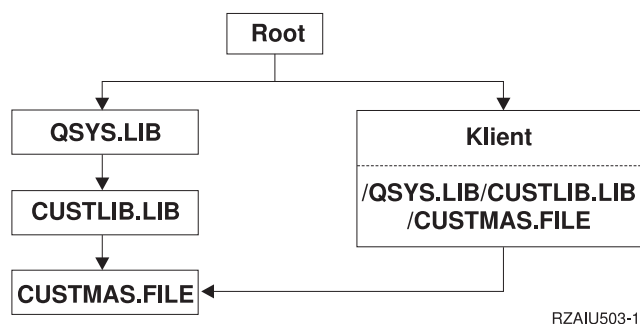 Root
QSYS.LIB
Klient
CUSTLIB.LIB
/QSYS.LIB/CUSTLIB.LIB
/CUSTMAS.FILE
CUSTMAS.FILE
RZAIU503-1